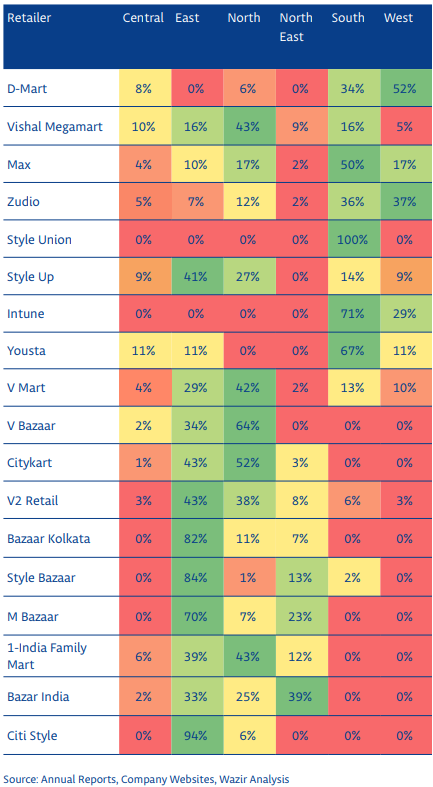 Retailer Central East North North South West
East
D-Mart 8% 0% 6% 0% 34% 52%
Vishal Megamart 10% 16% 43% 9% 16% 5%
Max 4% 10% 17% 2% 50% 17%
Zudio 5% 7% 12% 2% 36% 37%
Style Union 0% 0% 0% 0% 100% 0%
Style Up 9% 41% 27% 0% 14% 9%
Intune 0% 0% 0% 0% 71% 29%
Yousta 11% 11% 0% 0% 67% 11%
V Mart 4% 29% 42% 2% 13% 10%
V Bazaar 2% 34% 64% 0% 0% 0%
Citykart 1% 43% 52% 3% 0% 0%
V2 Retail 3% 43% 38% 8% 6% 3%
Bazaar Kolkata 0% 82% 11% 7% 0% 0%
Style Bazaar 0% 84% 1% 13% 2% 0%
M Bazaar 0% 70% 7% 23% 0% 0%
1-India Family
Mart 6% 39% 43% 12% 0% 0%
Bazar India 2% 33% 25% 39% 0% 0%
Citi Style 0% 94% 6% 0% 0% 0%
Source: Annual Reports, Company Websites, Wazir Analysis